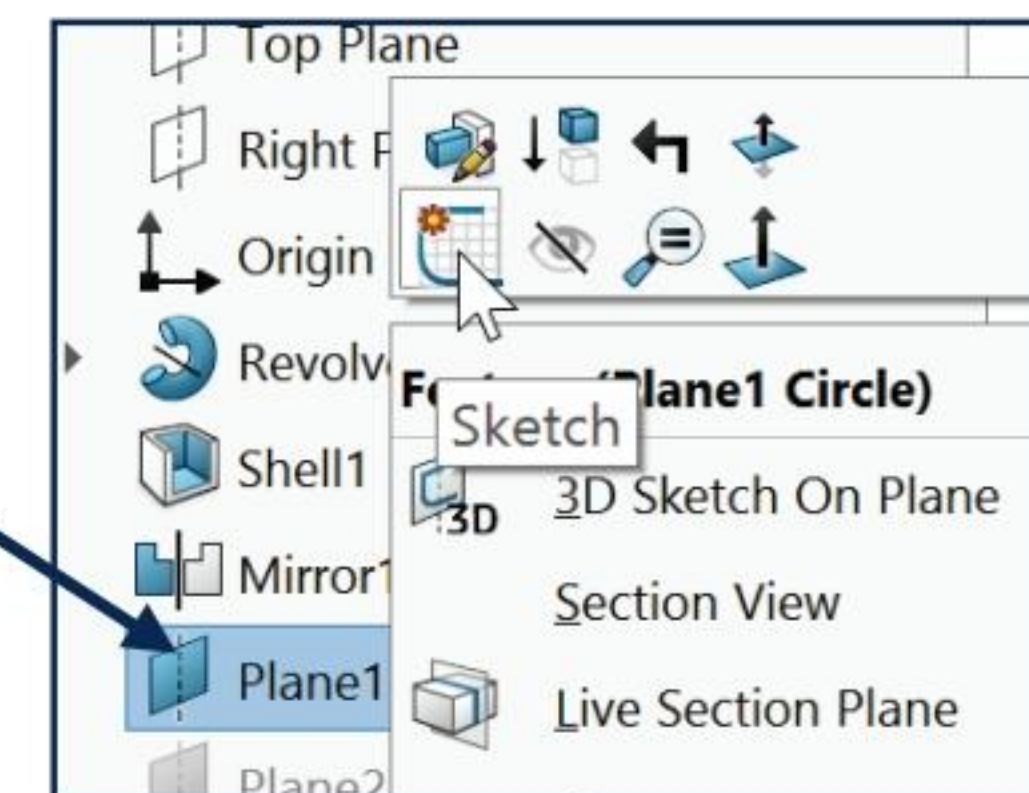 Top Plane
Right P
Origin
Revolv
Shell1
Mirror1
Plane1
Plane2
Sketch
(Plane1 Circle)
3D Sketch On Plane
3D
Section View
Live Section Plane